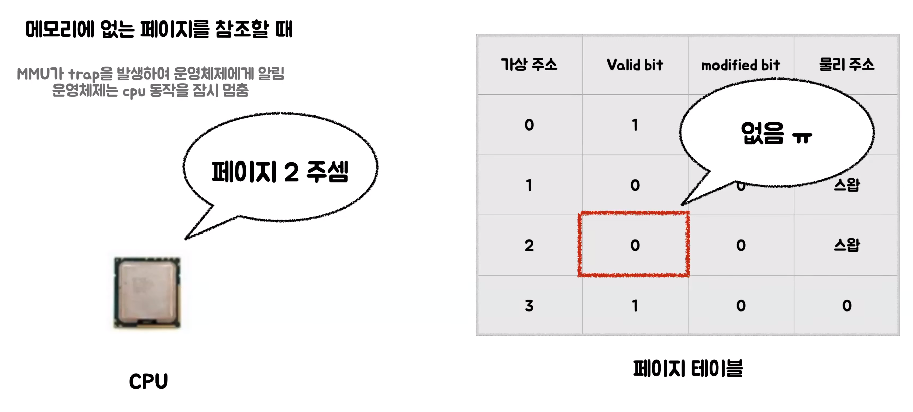 메모리에 없는 페이지를 참조할 때
MMU가 trap을 발생하여 운영체제에게 알림
운영체제는 cpu 동작을 잠시 멈춤
페이지 2 주셈
CPU
가상 주소 Valid bit modified bit 물리 주소
0 1
없음 ㅠ
1 0 0 스왑
2 0 0 스왑
3 1 0 0
페이지 테이블